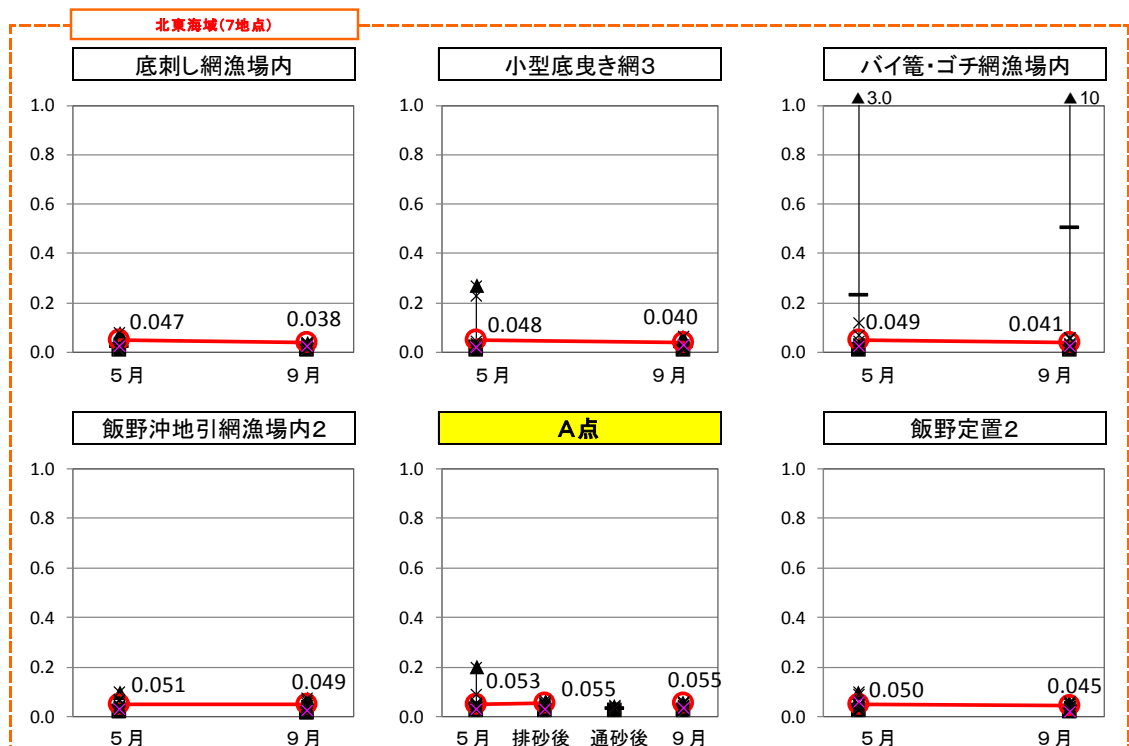 北東海域(7地点)
底刺し網漁場内
小型底曳き網3
バイ篭・ゴチ網漁場内
1.0
0.8
0.6
0.4
0.2
0.0
0.047
0.038
5月
9月
1.0
0.8
0.6
0.4
0.2
0.0
0.048
0.040
5月
9月
1.0
0.8
0.6
0.4
0.2
0.0
3.0
10
0.049
0.041
5月
9月
飯野沖地引網漁場内2
A点
飯野定置2
1.0
0.8
0.6
0.4
0.2
0.0
0.051
0.049
5月
9月
1.0
0.8
0.6
0.4
0.2
0.0
0.053
0.055
0.055
5月 排砂後 通砂後 9月
1.0
0.8
0.6
0.4
0.2
0.0
0.050
0.045
5月
9月